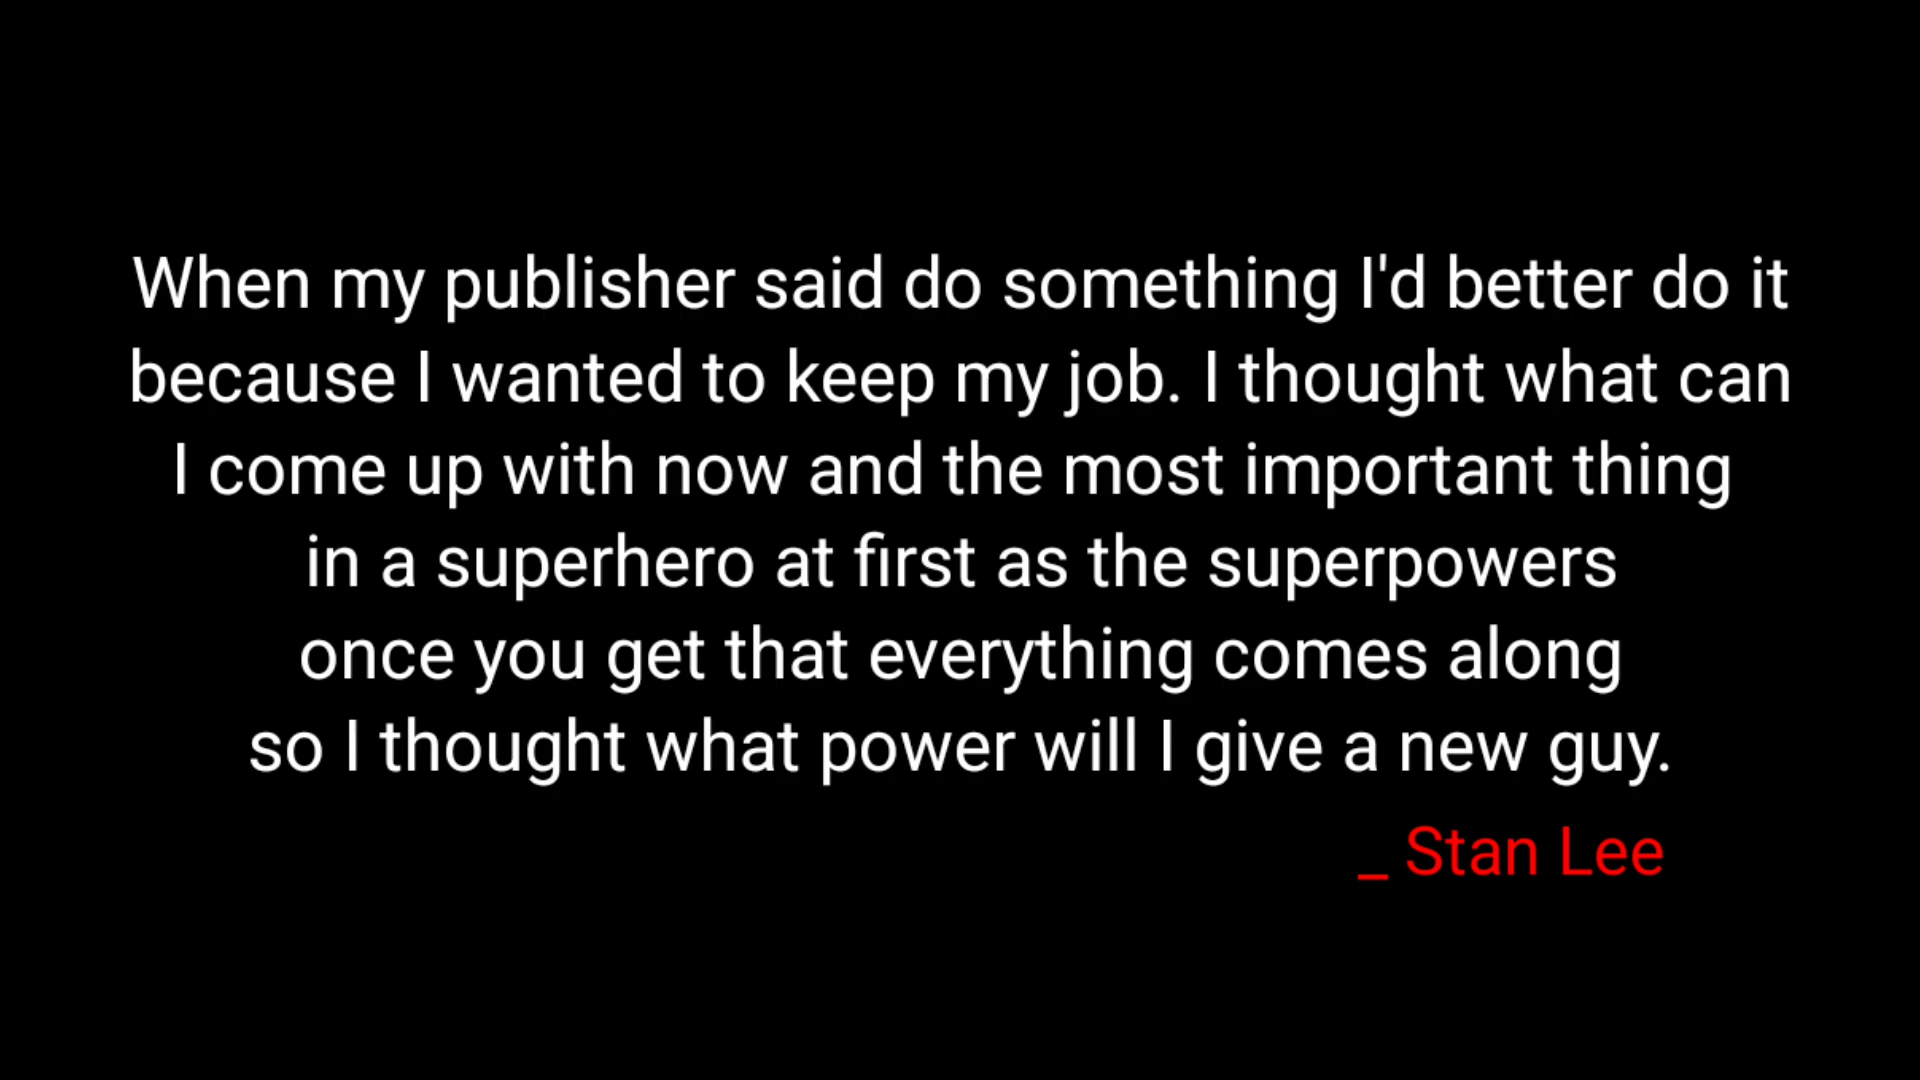 When my publisher said do something I'd better do it
because I wanted to keep my job. I thought what can
I come up with now and the most important thing
in a superhero at first as the superpowers
once you get that everything comes along
so I thought what power will I give a new guy.
_ Stan Lee